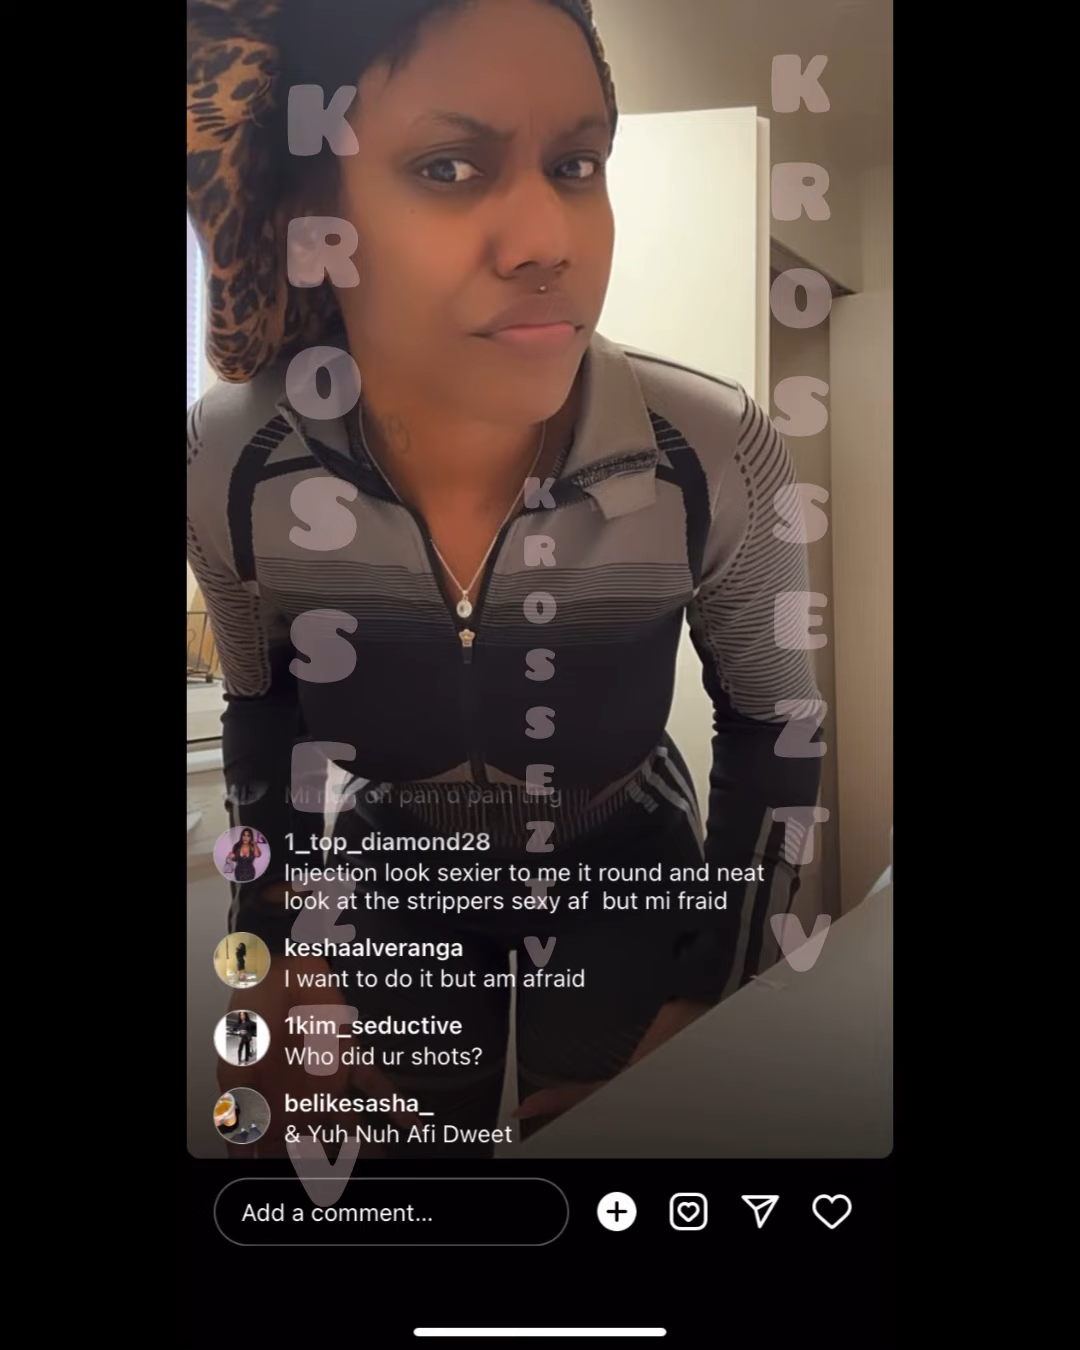 KROSSEZTV
KROSSEZTV
KROSSEZTV
1_top_diamond28
Injection look sexier to me it round and neat
look at the strippers sexy af but mi fraid
keshaalveranga
I want to do it but am afraid
1kim_seductive
Who did ur shots?
belikesasha_
& Yuh Nuh Afi Dweet
Add a comment...